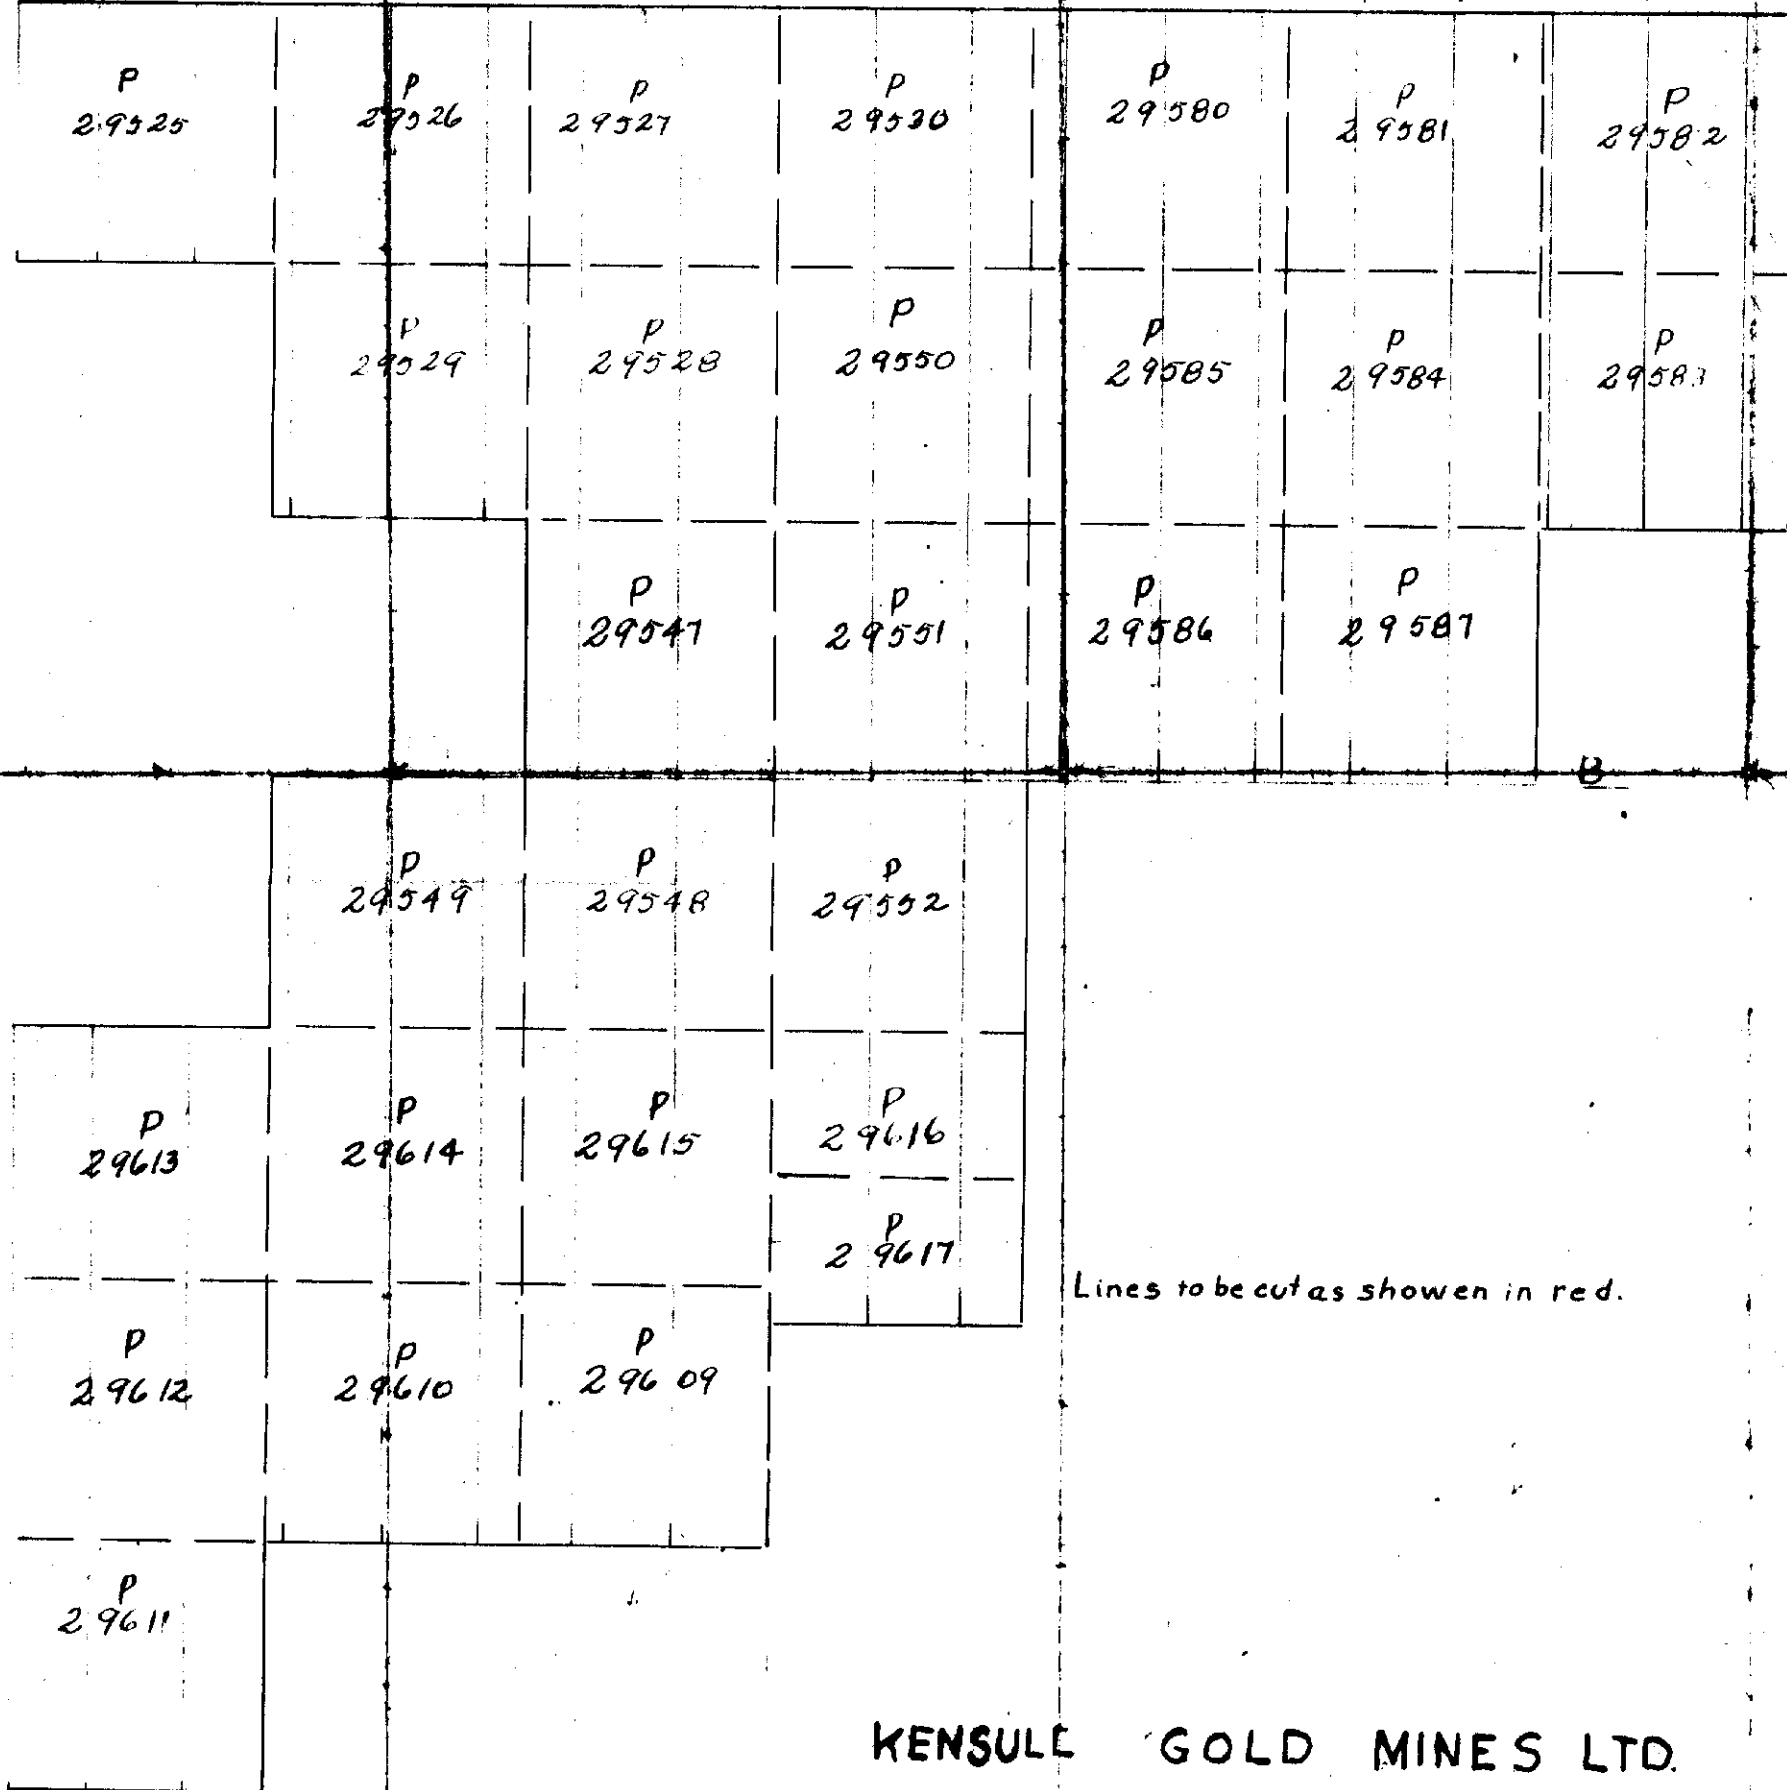 P
29525
P
29526
P
29527
P
29530
P
29580
P
29581
P
29582
P
29529
P
29528
P
29550
P
29585
P
29584
P
29583
P
29547
P
29551
P
29586
P
29587
B
P
29549
P
29548
P
29552
P
29613
P
29614
P
29615
P
29616
P
29617
Lines to be cut as showen in red.
P
29612
P
29610
P
29609
P
29611
KENSULL GOLD MINES LTD.